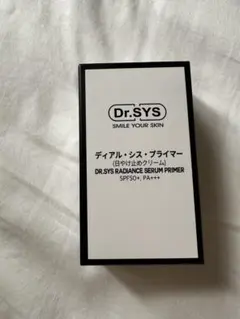 Dr.SYS
SMILE YOUR SKIN
ディアル・シス・プライマー
(日やけ止めクリーム)
DR.SYS RADIANCE SERUM PRIMER
SPF50+, PA+++